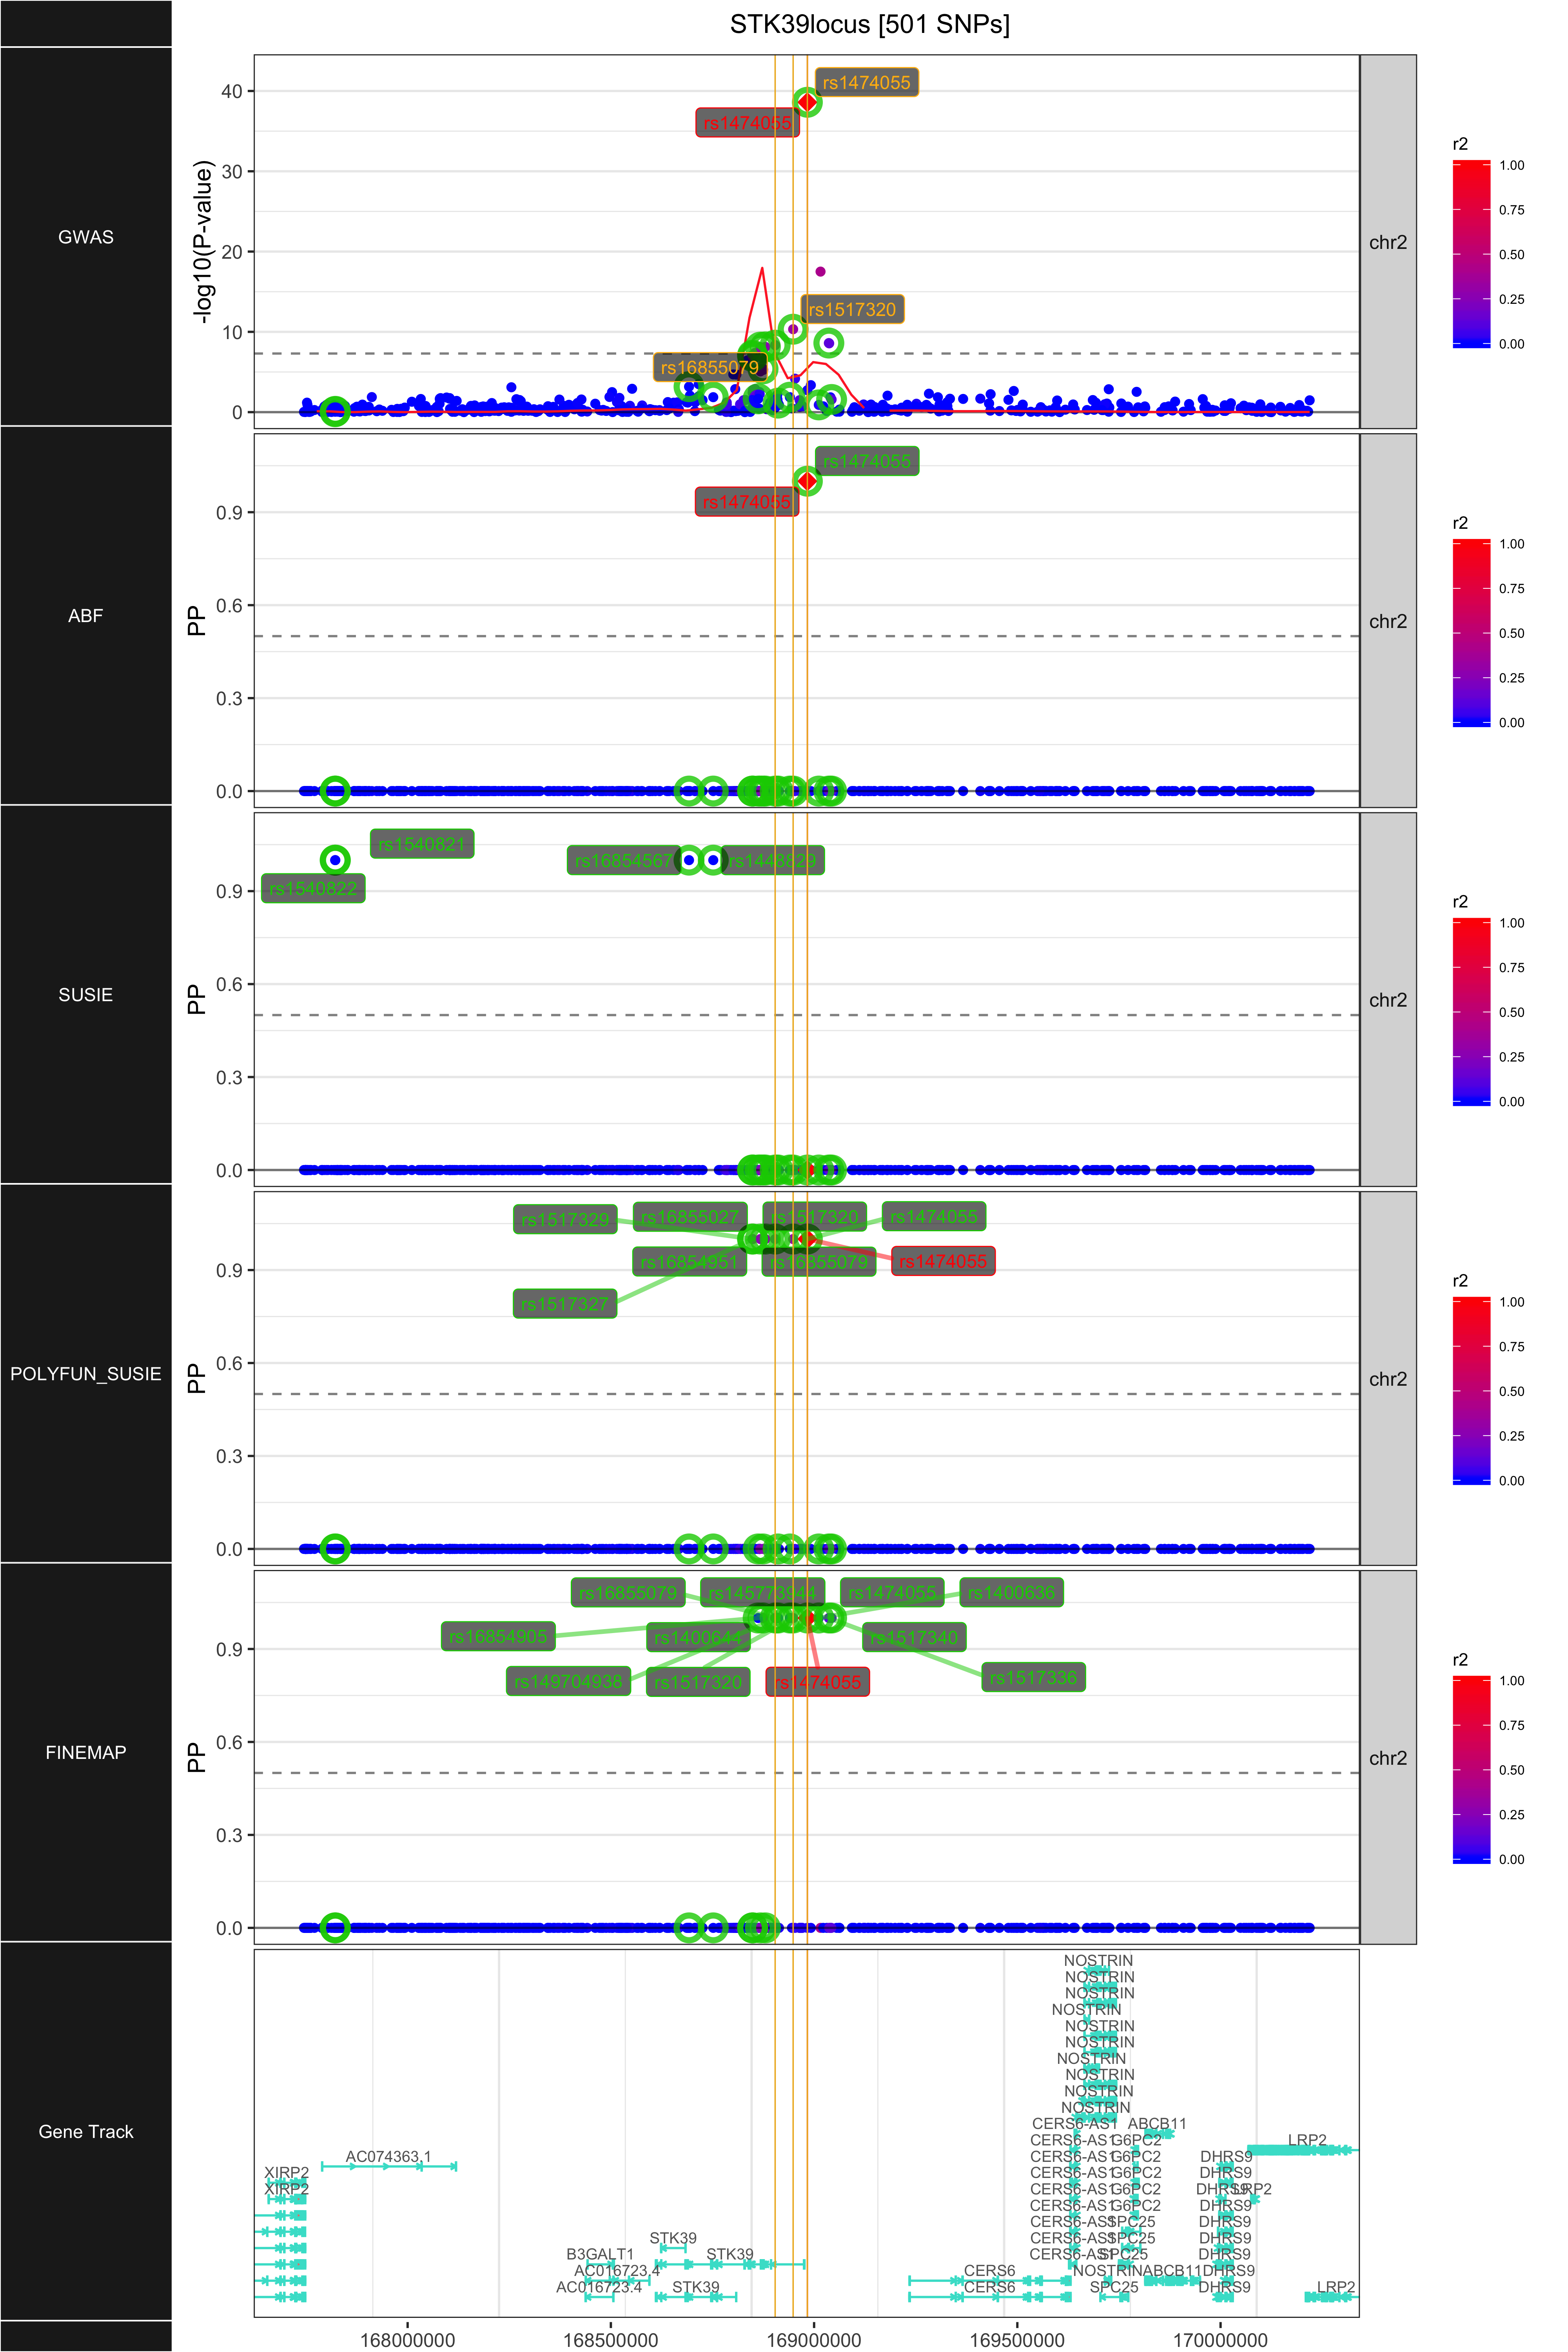 STK39locus [501 SNPs]
GWAS
-log10(P-value)
40
30
20
10
0
rs1474055
rs1474055
rs1517320
rs16855079
chr2
r2
1.00
0.75
0.50
0.25
0.00
ABF
PP
0.9
0.6
0.3
0.0
rs1474055
rs1474055
chr2
r2
1.00
0.75
0.50
0.25
0.00
SUSIE
PP
0.9
0.6
0.3
0.0
rs1540821
rs16854567
rs1448829
rs1540822
chr2
r2
1.00
0.75
0.50
0.25
0.00
POLYFUN_SUSIE
PP
0.9
0.6
0.3
0.0
rs1517329
rs16855027
rs1517320
rs1474055
rs16854951
rs16855079
rs1474055
rs1517327
chr2
r2
1.00
0.75
0.50
0.25
0.00
FINEMAP
PP
0.9
0.6
0.3
0.0
rs16855079
rs145773944
rs1474055
rs1400636
rs16854905
rs1400644
rs1517340
rs149704938
rs1517320
rs1474055
rs1517336
chr2
r2
1.00
0.75
0.50
0.25
0.00
Gene Track
NOSTRIN
NOSTRIN
NOSTRIN
NOSTRIN
NOSTRIN
NOSTRIN
NOSTRIN
NOSTRIN
NOSTRIN
NOSTRIN
CERS6-AS1 ABCB11
CERS6-AS1 G6PC2
LRP2
AC074363.1
CERS6-AS1 G6PC2
DHRS9
XIRP2
CERS6-AS1 G6PC2
DHRS9
XIRP2
CERS6-AS1 G6PC2
DHRS9 LRP2
CERS6-AS1 G6PC2
DHRS9
CERS6-AS1 SPC25
DHRS9
STK39
CERS6-AS1 SPC25
DHRS9
B3GALT1
STK39
CERS6-AS1 SPC25
DHRS9
AC016723.4
CERS6
NOSTRIN ABCB11 DHRS9
AC016723.4
STK39
CERS6
SPC25
DHRS9
LRP2
168000000
168500000
169000000
169500000
170000000